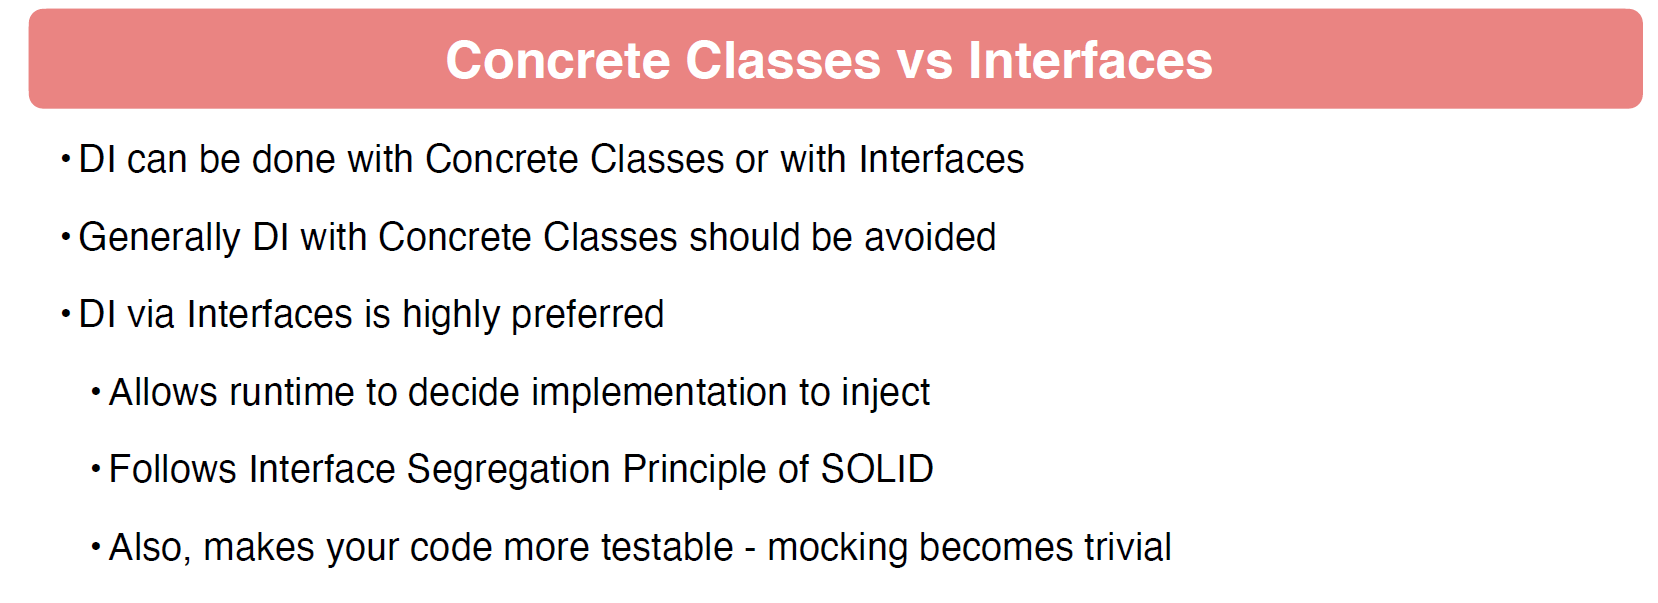 Concrete Classes vs Interfaces
• DI can be done with Concrete Classes or with Interfaces
• Generally DI with Concrete Classes should be avoided
• DI via Interfaces is highly preferred
• Allows runtime to decide implementation to inject
• Follows Interface Segregation Principle of SOLID
• Also, makes your code more testable - mocking becomes trivial